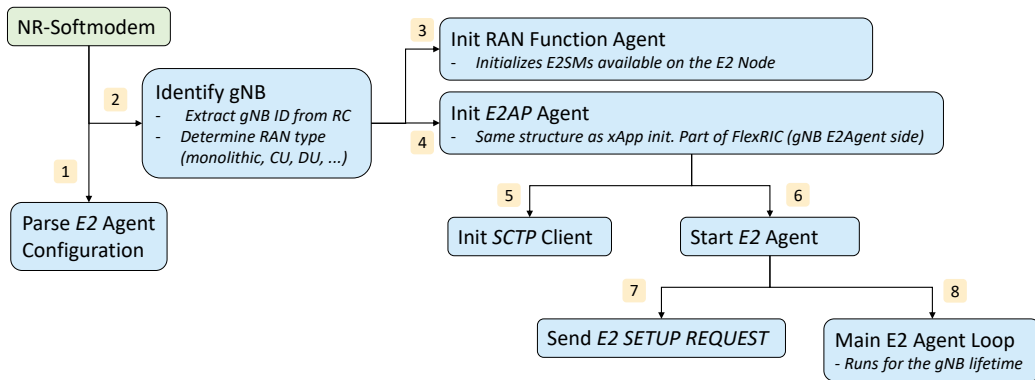 NR-Softmodem
3
Init RAN Function Agent
- Initializes E2SMs available on the E2 Node
2
Identify gNB
- Extract gNB ID from RC
- Determine RAN type
(monolithic, CU, DU, ...)
4
Init E2AP Agent
- Same structure as xApp init. Part of FlexRIC (gNB E2Agent side)
1
Parse E2 Agent
Configuration
5
Init SCTP Client
6
Start E2 Agent
7
Send E2 SETUP REQUEST
8
Main E2 Agent Loop
- Runs for the gNB lifetime